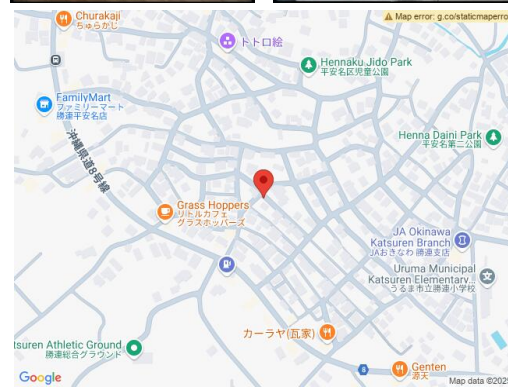 Churakaji
ちゅらかじ
Map error: g.co/staticmaperro
トトロ絵
Hennaku Jido Park
平安名区児童公園
FamilyMart
ファミリーマート
勝連平安名店
Henna Daini Park
平安名第二公園
沖縄県道8号線
Grass Hoppers
リトルカフェ
グラスホッパーズ
JA Okinawa
Katsuren Branch
JAおきなわ 勝連支店
Uruma Municipal
Katsuren Elementary...
うるま市立勝連小学校
カーラヤ(瓦家)
tsuren Athletic Ground
勝連総合グラウンド
8
Genten
源天
Google
Map data ©2025